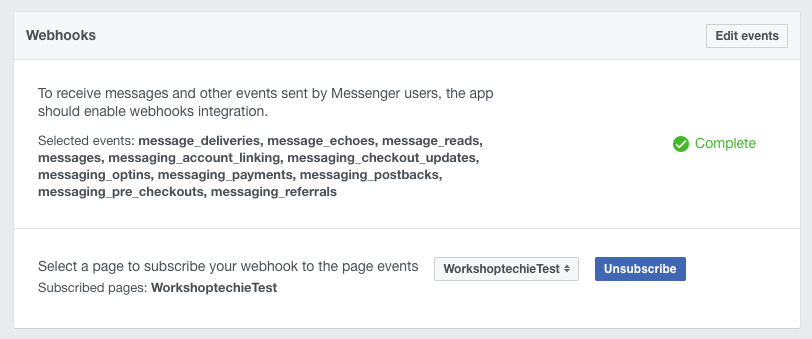 Webhooks
Edit events
To receive messages and other events sent by Messenger users, the app
should enable webhooks integration.
Selected events: message_deliveries, message_echoes, message_reads,
messages, messaging_account_linking, messaging_checkout_updates,
messaging_optins, messaging_payments, messaging_postbacks,
messaging_pre_checkouts, messaging_referrals
Complete
Select a page to subscribe your webhook to the page events
WorkshoptechieTest
Unsubscribe
Subscribed pages: WorkshoptechieTest